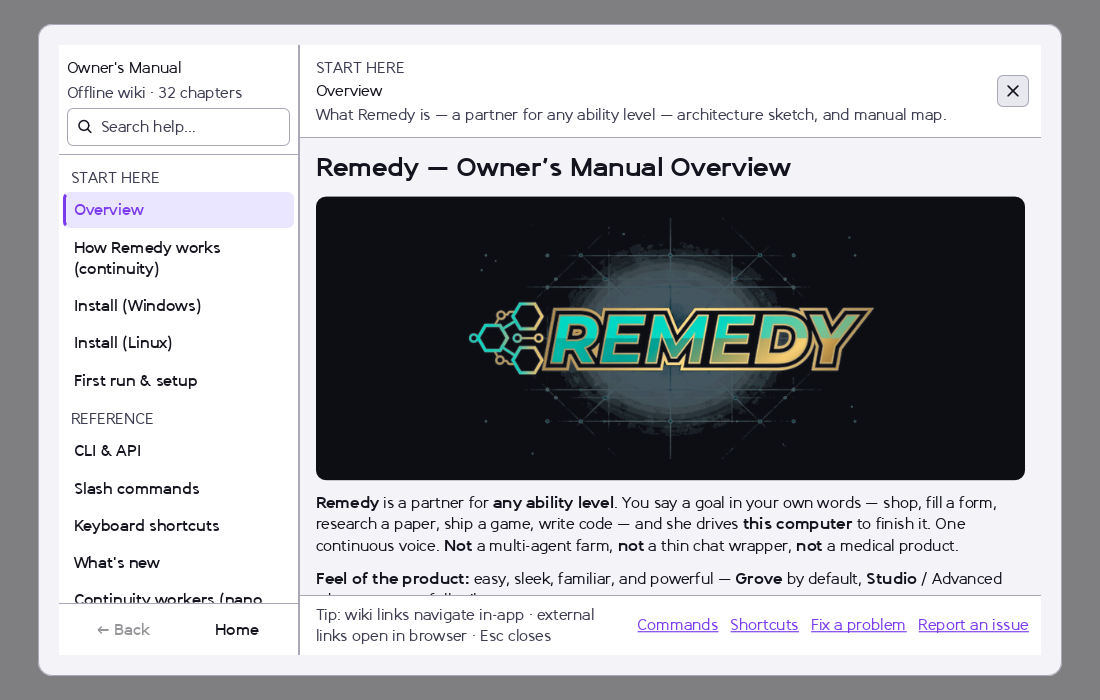 Owner's Manual
Offline wiki · 32 chapters
Search help...
START HERE
Overview
How Remedy works
(continuity)
Install (Windows)
Install (Linux)
First run & setup
REFERENCE
CLI & API
Slash commands
Keyboard shortcuts
What's new
Continuity workers (nano
← Back
Home
START HERE
Overview
What Remedy is — a partner for any ability level — architecture sketch, and manual map.
Remedy — Owner's Manual Overview
REMEDY
Remedy is a partner for any ability level. You say a goal in your own words — shop, fill a form,
research a paper, ship a game, write code — and she drives this computer to finish it. One
continuous voice. Not a multi-agent farm, not a thin chat wrapper, not a medical product.
Feel of the product: easy, sleek, familiar, and powerful — Grove by default, Studio / Advanced
Tip: wiki links navigate in-app · external
links open in browser · Esc closes
Commands Shortcuts Fix a problem Report an issue